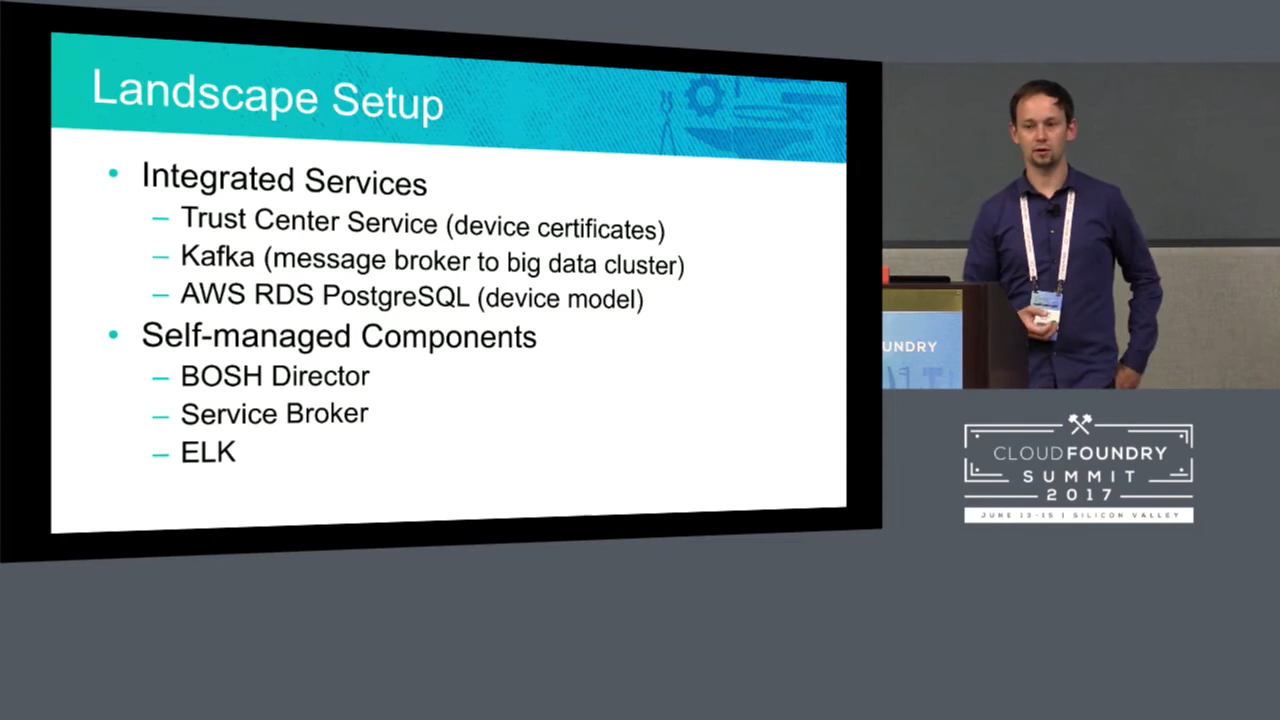 Landscape Setup
• Integrated Services
– Trust Center Service (device certificates)
– Kafka (message broker to big data cluster)
– AWS RDS PostgreSQL (device model)
• Self-managed Components
– BOSH Director
– Service Broker
– ELK
UNDRY
CLOUDFOUNDRY
SUMMIT
2017
JUNE 13-15 | SILICON VALLEY